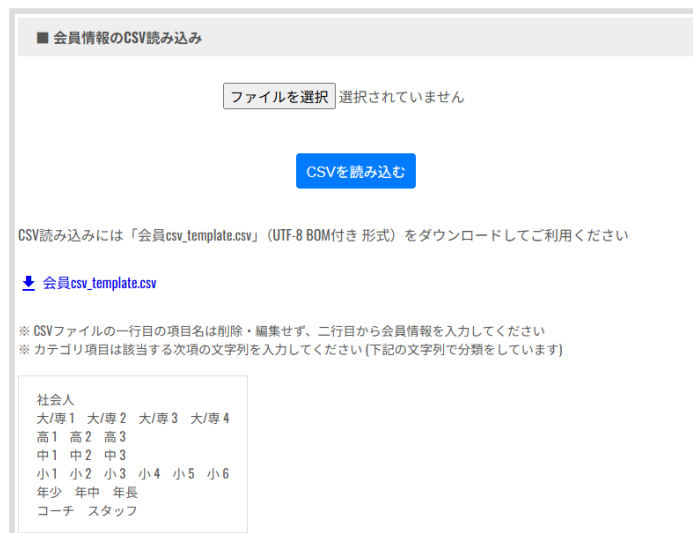 ■ 会員情報のCSV読み込み
ファイルを選択 選択されていません
CSVを読み込む
CSV読み込みには「会員csv_template.csv」（UTF-8 BOM付き 形式）をダウンロードしてご利用ください
会員csv_template.csv
※ CSVファイルの一行目の項目名は削除・編集せず、二行目から会員情報を入力してください
※ カテゴリ項目は該当する次項の文字列を入力してください (下記の文字列で分類をしています)
社会人
大/専１　大/専２　大/専３　大/専４
高１　高２　高３
中１　中２　中３
小１　小２　小３　小４　小５　小６
年少　年中　年長
コーチ　スタッフ